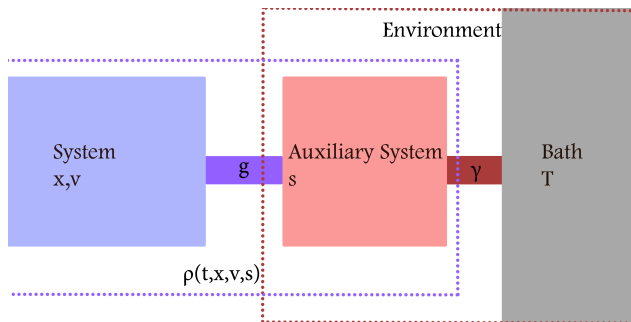 Environment
System
x,v
g
Auxiliary System
s
γ
Bath
T
ρ(t,x,v,s)